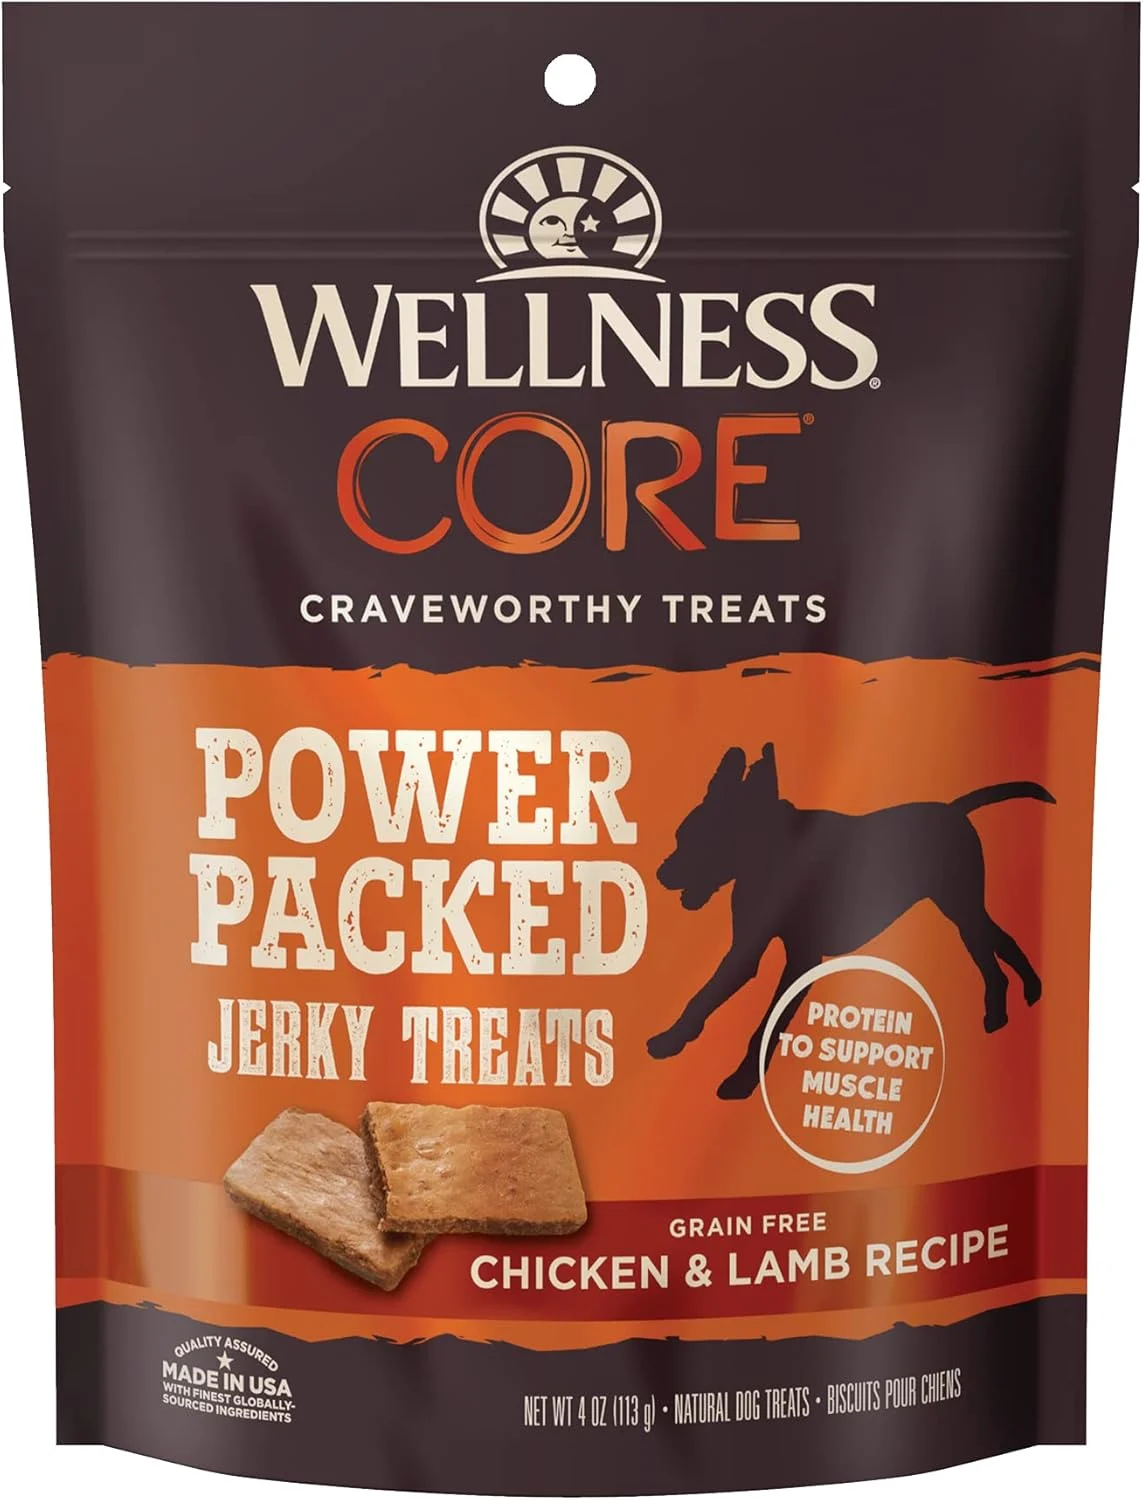 WELLNESS®
CORE®
CRAVEWORTHY TREATS
POWER
PACKED
JERKY TREATS
PROTEIN
TO SUPPORT
MUSCLE
HEALTH
GRAIN FREE
CHICKEN & LAMB RECIPE
QUALITY ASSURED
MADE IN USA
WITH FINEST GLOBALLY-
SOURCED INGREDIENTS
NET WT 4 OZ (113 g) • NATURAL DOG TREATS • BISCUITS POUR CHIENS